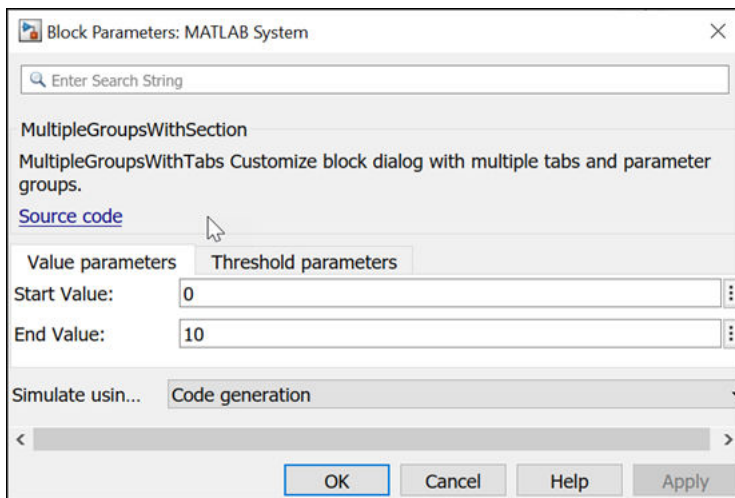 Block Parameters: MATLAB System
Enter Search String
MultipleGroupsWithSection
MultipleGroupsWithTabs Customize block dialog with multiple tabs and parameter
groups.
Source code
Value parameters Threshold parameters
Start Value: 0
End Value: 10
Simulate usin... Code generation
OK Cancel Help Apply